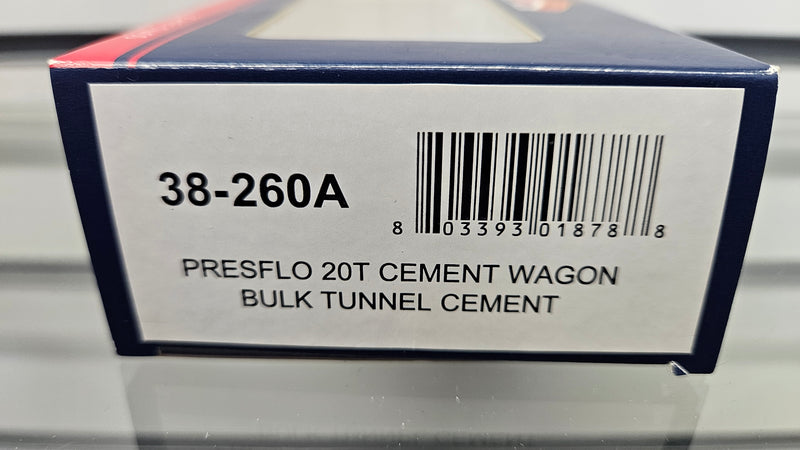 38-260A
8 03393 01878 8
PRESFLO 20T CEMENT WAGON
BULK TUNNEL CEMENT